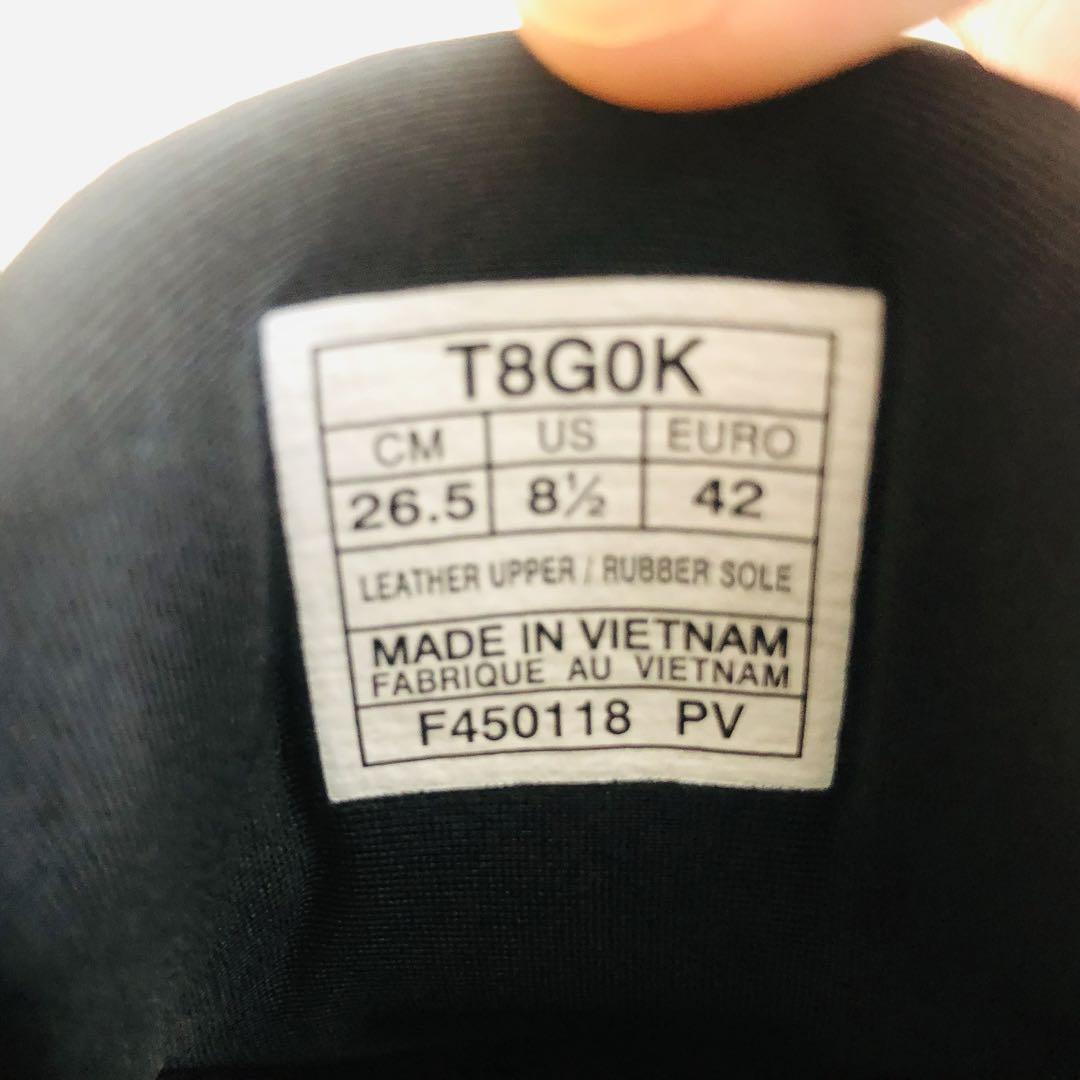 T8G0K
CM US EURO
26.5 8½ 42
LEATHER UPPER / RUBBER SOLE
MADE IN VIETNAM
FABRIQUE AU VIETNAM
F450118 PV